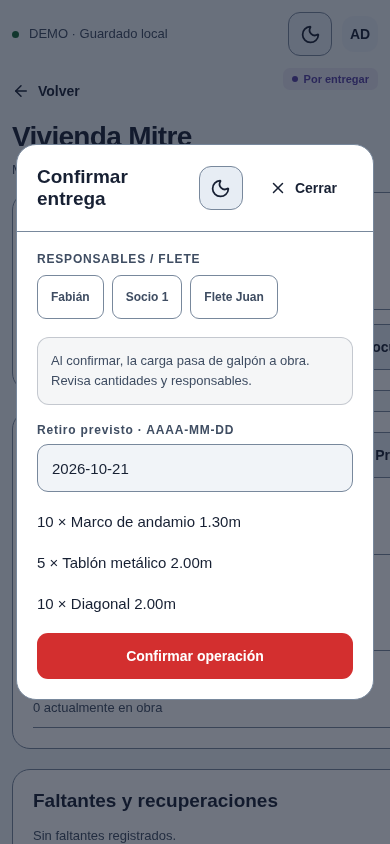 DEMO · Guardado local
AD
Por entregar
Volver
Vivienda Mitre
Confirmar
entrega
Cerrar
RESPONSABLES / FLETE
Fabián
Socio 1
Flete Juan
Al confirmar, la carga pasa de galpón a obra.
Revisa cantidades y responsables.
Retiro previsto · AAAA-MM-DD
2026-10-21
10 × Marco de andamio 1.30m
5 × Tablón metálico 2.00m
10 × Diagonal 2.00m
Confirmar operación
0 actualmente en obra
Faltantes y recuperaciones
Sin faltantes registrados.